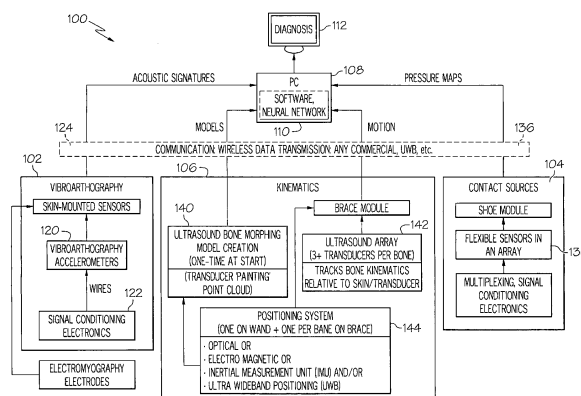 100
DIAGNOSIS
112
ACOUSTIC SIGNATURES
PC
108
PRESSURE MAPS
SOFTWARE,
NEURAL NETWORK
110
MODELS
MOTION
124
136
COMMUNICATION: WIRELESS DATA TRANSMISSION: ANY COMMERCIAL, UWB, etc.
102
VIBROARTHOGRAPHY
SKIN-MOUNTED SENSORS
120
VIBROARTHOGRAPHY
ACCELEROMETERS
WIRES
122
SIGNAL CONDITIONING
ELECTRONICS
ELECTROMYOGRAPHY
ELECTRODES
106
KINEMATICS
140
BRACE MODULE
ULTRASOUND BONE MORPHING
MODEL CREATION
(ONE-TIME AT START)
(TRANSDUCER PAINTING
POINT CLOUD)
142
ULTRASOUND ARRAY
(3+ TRANSDUCERS PER BONE)
TRACKS BONE KINEMATICS
RELATIVE TO SKIN/TRANSDUCER
POSITIONING SYSTEM
(ONE ON WAND + ONE PER BANE ON BRACE)
144
· OPTICAL OR
· ELECTRO MAGNETIC OR
· INERTIAL MEASUREMENT UNIT (IMU) AND/OR
· ULTRA WIDEBAND POSITIONING (UWB)
104
CONTACT SOURCES
SHOE MODULE
FLEXIBLE SENSORS IN
AN ARRAY
13
MULTIPLEXING, SIGNAL
CONDITIONING
ELECTRONICS